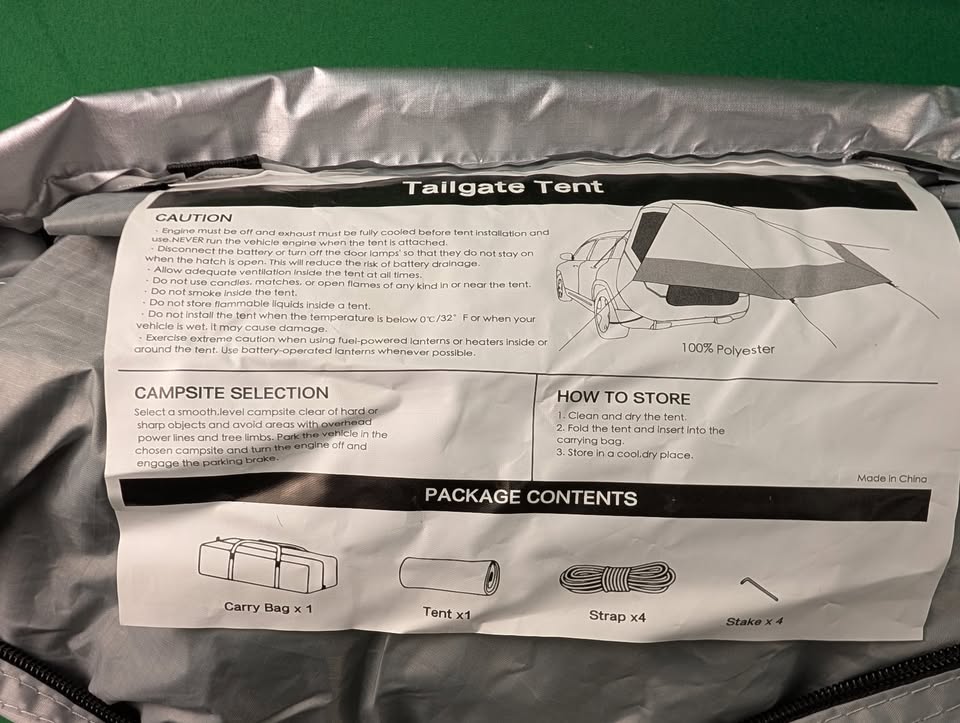 Tailgate Tent
CAUTION
· Engine must be off and exhaust must be fully cooled before tent installation and
use.NEVER run the vehicle engine when the tent is attached.
· Disconnect the battery or turn off the door lamps' so that they do not stay on
when the hatch is open. This will reduce the risk of battery drainage.
· Allow adequate ventilation inside the tent at all times.
· Do not use candles, matches, or open flames of any kind in or near the tent.
· Do not smoke inside the tent.
· Do not store flammable liquids inside a tent.
· Do not install the tent when the temperature is below 0℃/32° F or when your
vehicle is wet. It may cause damage.
· Exercise extreme caution when using fuel-powered lanterns or heaters inside or
around the tent. Use battery-operated lanterns whenever possible.
100% Polyester
CAMPSITE SELECTION
Select a smooth,level campsite clear of hard or
sharp objects and avoid areas with overhead
power lines and tree limbs. Park the vehicle in the
chosen campsite and turn the engine off and
engage the parking brake.
HOW TO STORE
1. Clean and dry the tent.
2. Fold the tent and insert into the
carrying bag.
3. Store in a cool,dry place.
Made in China
PACKAGE CONTENTS
Carry Bag x 1
Tent x1
Strap x4
Stake x 4